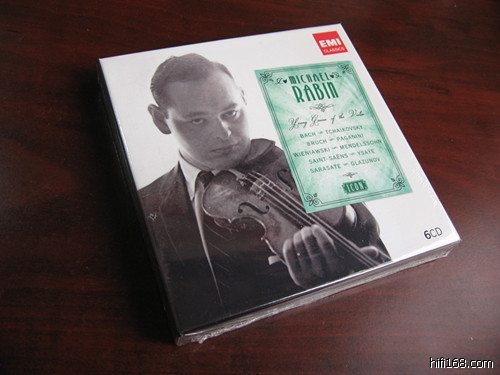 EMI
CLASSICS
MICHAEL
RABIN
Young Genius of the Violin
BACH – TCHAIKOVSKY
BRUCH – PAGANINI
WIENIAWSKI – MENDELSSOHN
SAINT-SAËNS – YSAŸE
SARASATE – GLAZUNOV
ICON
6CD
hifi168.com